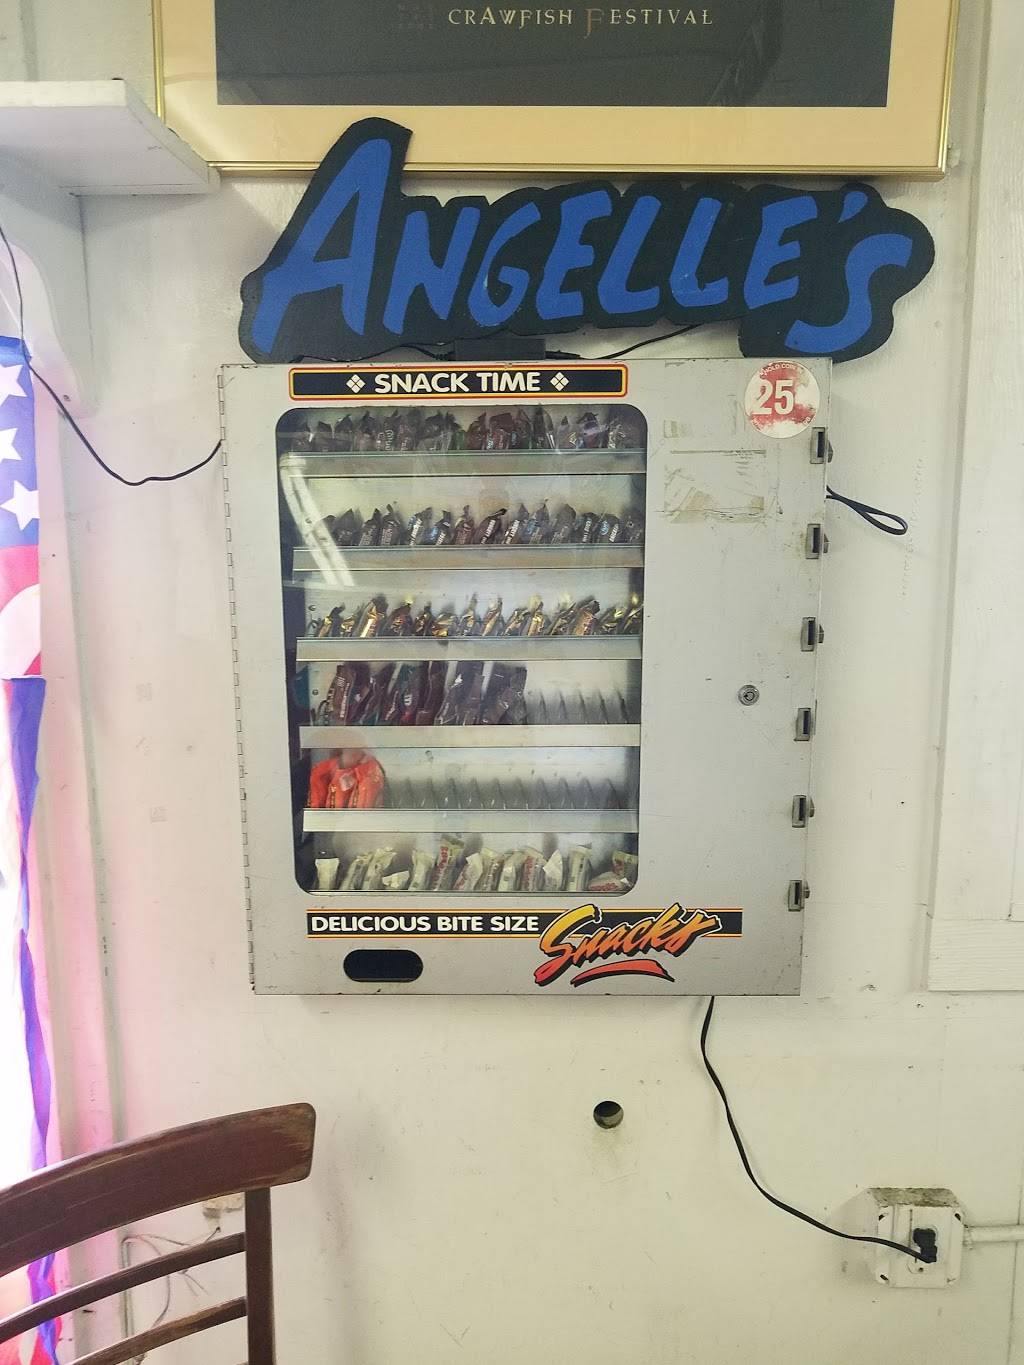 CRAWFISH FESTIVAL
ANGELLE'S
SNACK TIME
25
DELICIOUS BITE SIZE Snacks